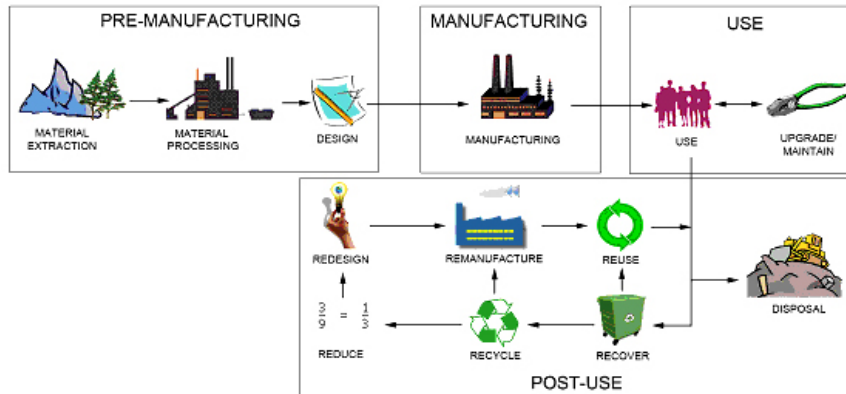 PRE-MANUFACTURING
MANUFACTURING
USE
MATERIAL
EXTRACTION
MATERIAL
PROCESSING
DESIGN
MANUFACTURING
USE
UPGRADE/
MAINTAIN
REDESIGN
REMANUFACTURE
REUSE
DISPOSAL
3 = 1
9 3
REDUCE
RECYCLE
RECOVER
POST-USE